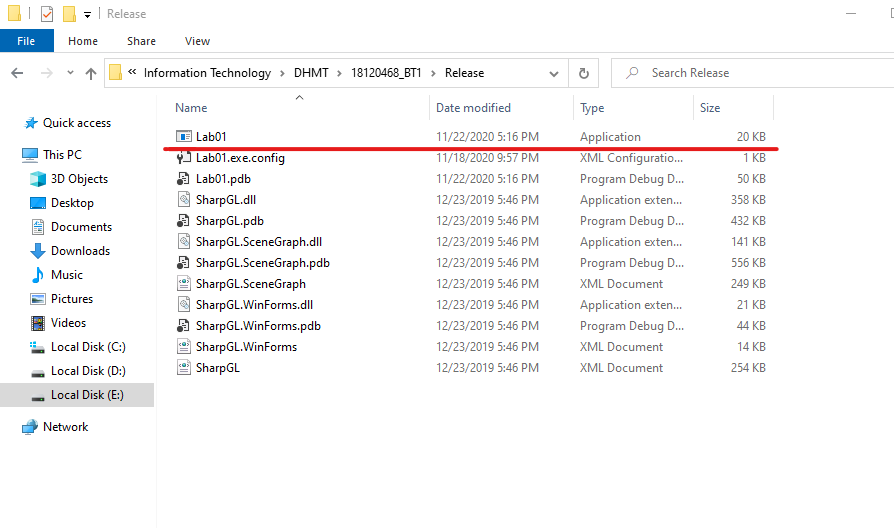 Release
File Home Share View
« Information Technology > DHMT > 18120468_BT1 > Release Search Release
Name Date modified Type Size
Quick access
This PC
3D Objects
Desktop
Documents
Downloads
Music
Pictures
Videos
Local Disk (C:)
Local Disk (D:)
Local Disk (E:)
Network
Lab01 11/22/2020 5:16 PM Application 20 KB
Lab01.exe.config 11/18/2020 9:57 PM XML Configuratio... 1 KB
Lab01.pdb 11/22/2020 5:16 PM Program Debug D... 50 KB
SharpGL.dll 12/23/2019 5:46 PM Application exten... 358 KB
SharpGL.pdb 12/23/2019 5:46 PM Program Debug D... 432 KB
SharpGL.SceneGraph.dll 12/23/2019 5:46 PM Application exten... 141 KB
SharpGL.SceneGraph.pdb 12/23/2019 5:46 PM Program Debug D... 556 KB
SharpGL.SceneGraph 12/23/2019 5:46 PM XML Document 249 KB
SharpGL.WinForms.dll 12/23/2019 5:46 PM Application exten... 21 KB
SharpGL.WinForms.pdb 12/23/2019 5:46 PM Program Debug D... 44 KB
SharpGL.WinForms 12/23/2019 5:46 PM XML Document 14 KB
SharpGL 12/23/2019 5:46 PM XML Document 254 KB